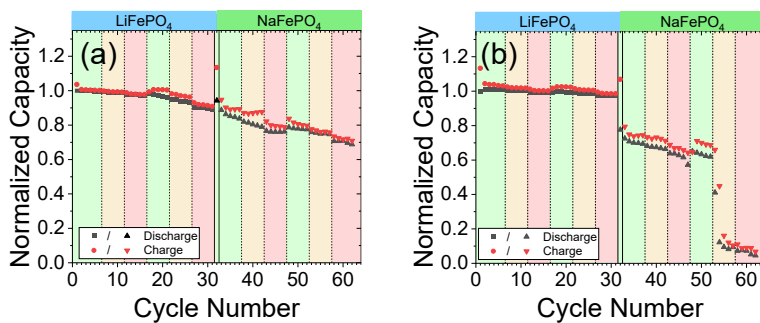 LiFePO₄ NaFePO₄
(a)
Normalized Capacity
1.2
1.0
0.8
0.6
0.4
0.2
0.0
/ Discharge
/ Charge
0 10 20 30 40 50 60
Cycle Number
LiFePO₄ NaFePO₄
(b)
Normalized Capacity
1.2
1.0
0.8
0.6
0.4
0.2
0.0
/ Discharge
/ Charge
0 10 20 30 40 50 60
Cycle Number